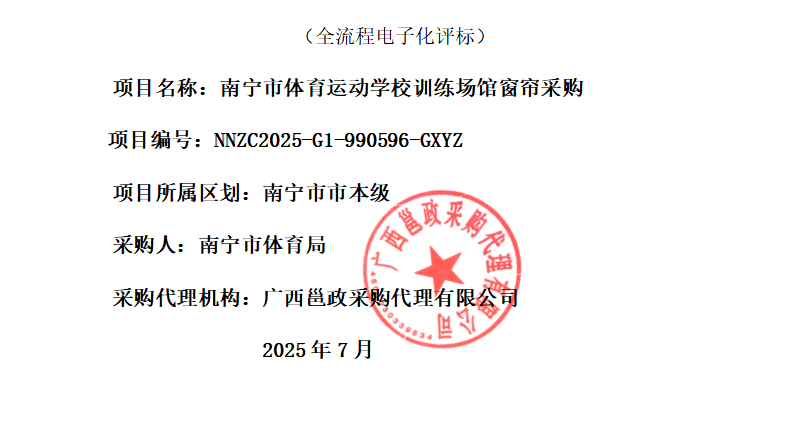 （全流程电子化评标）
项目名称：南宁市体育运动学校训练场馆窗帘采购
项目编号：NNZC2025-G1-990596-GXYZ
项目所属区划：南宁市市本级
采购人：南宁市体育局
采购代理机构：广西邕政采购代理有限公司
2025年7月
广西邕政采购代理有限公司